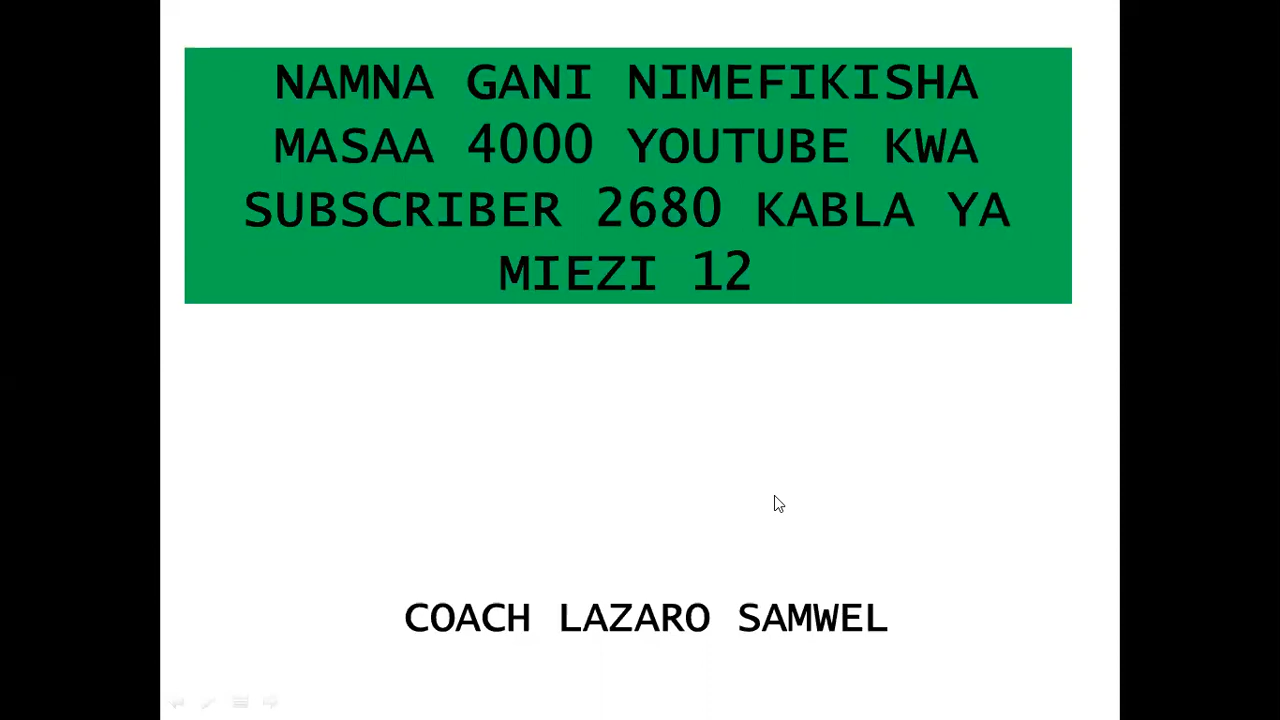 NAMNA GANI NIMEFIKISHA
MASAA 4000 YOUTUBE KWA
SUBSCRIBER 2680 KABLA YA
MIEZI 12
COACH LAZARO SAMWEL